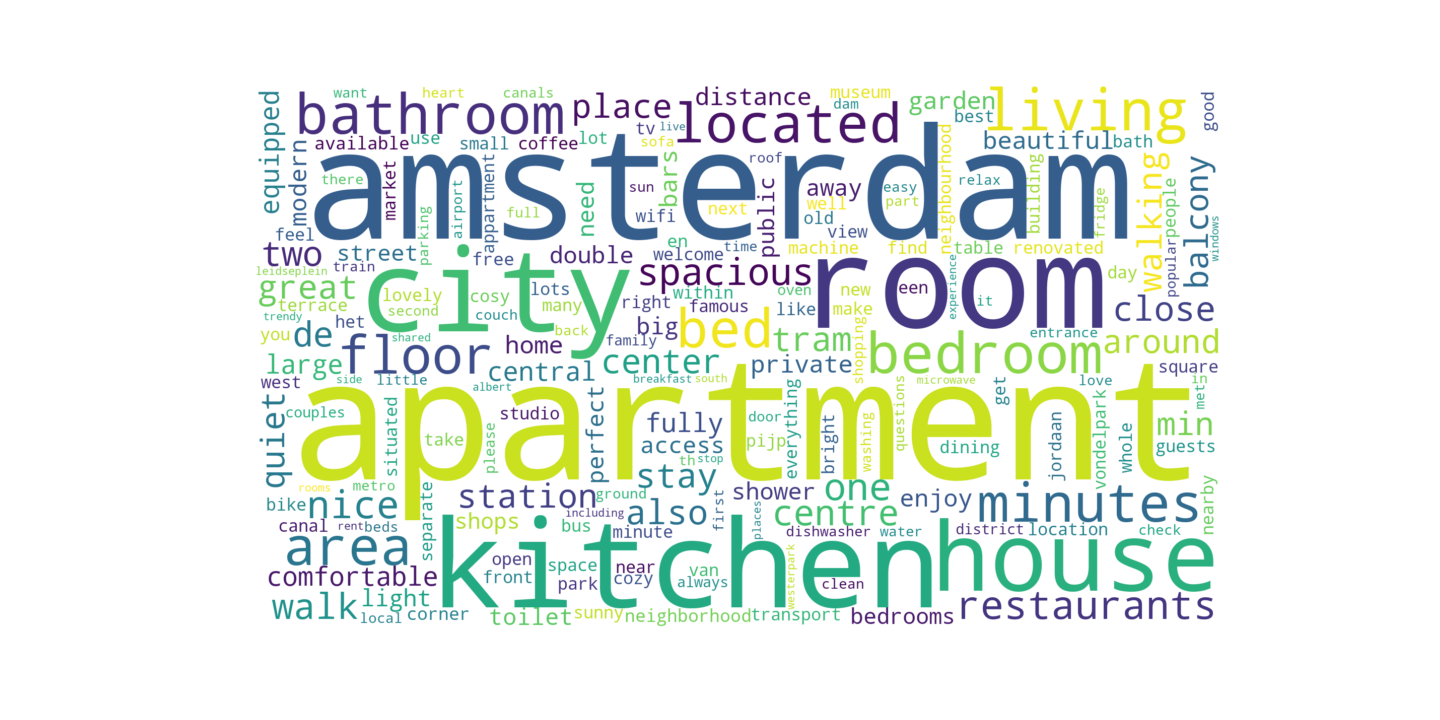 want heart canals museum good
equipped bathroom place distance dam garden living
located best
available use small coffee lot tv live sofa beautiful bath
modern amsterdam
there market airport appartment need bars roof sun public away easy relax neighbourhood building walking people balcony
full wifi next well part fridge
feel parking en old view
two street free double welcome time machine find table renovated popular windows
leidseplein train city spacious room
great lovely cosy lots within oven een experience day
terrace second couch many right famous like new it close
trendy you de het back big bed make entrance
shared floor home family tram bedroom around
large center private shopping square
west side little central albert breakfast south microwave love in
quiet couples apartment met
situated take studio perfect fully door everything bright washing questions get vondelpark min
please access pijp dining jordaan whole guests
rooms metro th stop
bike nice station ground stay shower one enjoy minutes nearby
canal rent beds separate shops including also first centre
kitchen bus minute places dishwasher water district location check
area open space near house
comfortable front park cozy van always westerpark clean
walk light
local corner toilet sunny neighborhood transport bedrooms restaurants